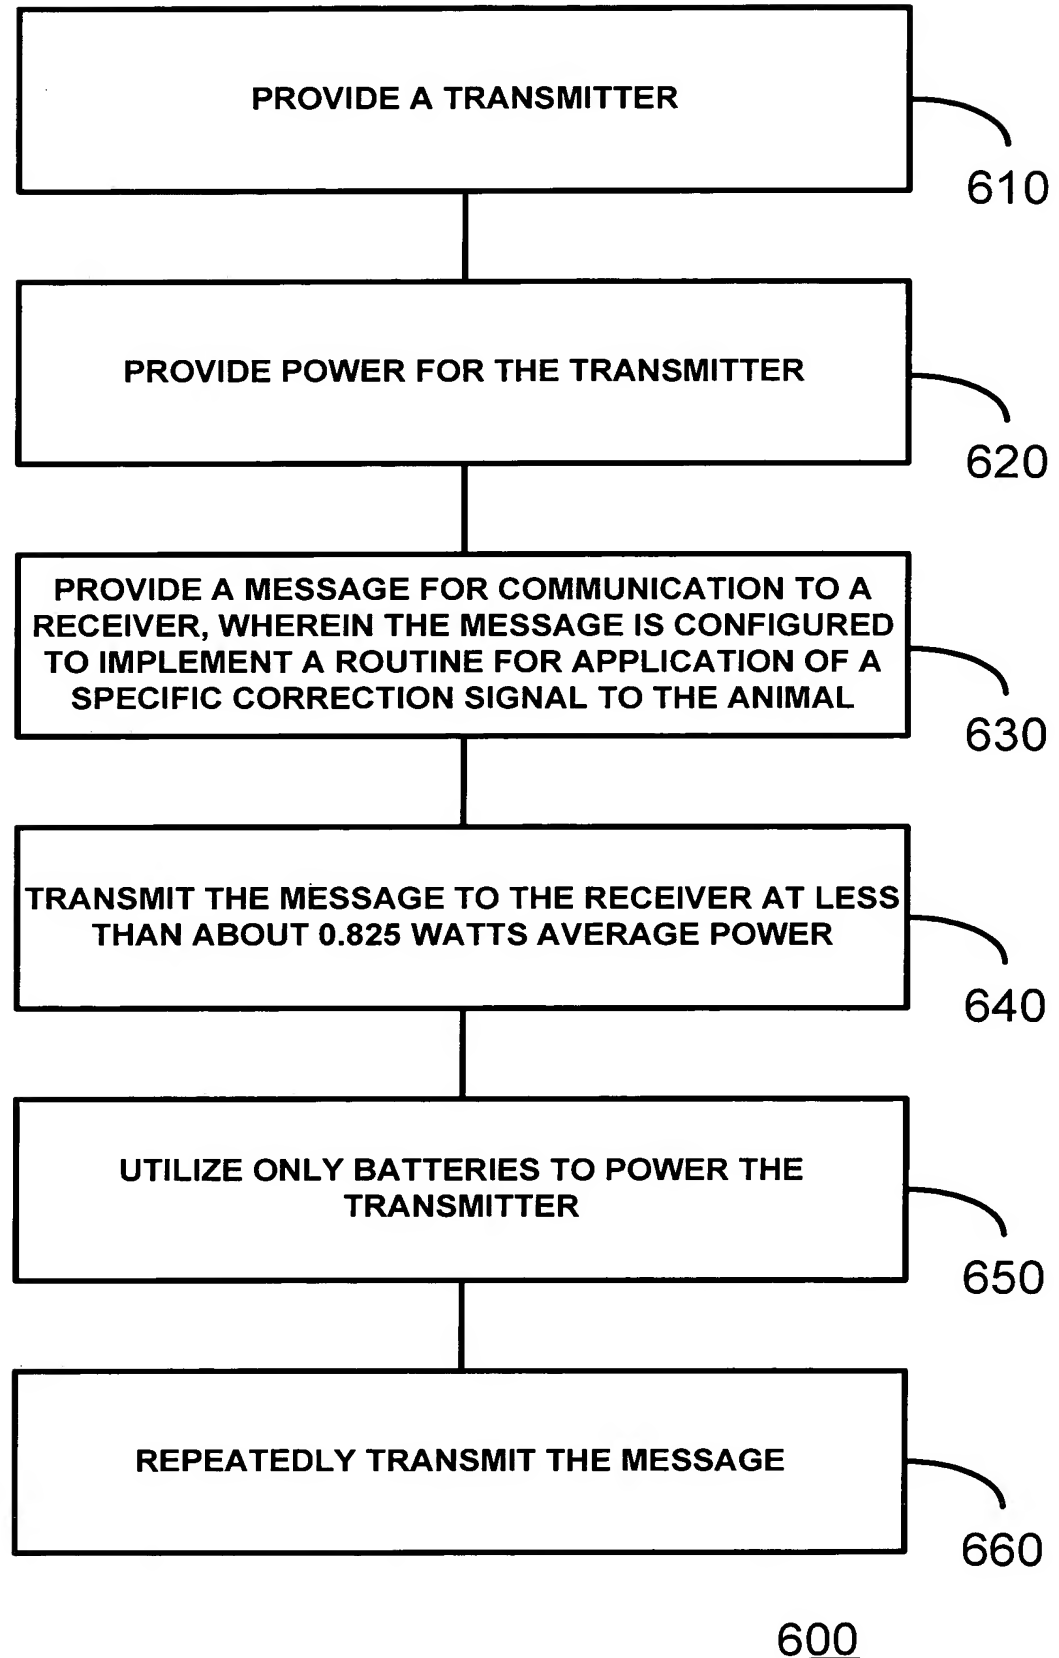 PROVIDE A TRANSMITTER
610
PROVIDE POWER FOR THE TRANSMITTER
620
PROVIDE A MESSAGE FOR COMMUNICATION TO A
RECEIVER, WHEREIN THE MESSAGE IS CONFIGURED
TO IMPLEMENT A ROUTINE FOR APPLICATION OF A
SPECIFIC CORRECTION SIGNAL TO THE ANIMAL
630
TRANSMIT THE MESSAGE TO THE RECEIVER AT LESS
THAN ABOUT 0.825 WATTS AVERAGE POWER
640
UTILIZE ONLY BATTERIES TO POWER THE
TRANSMITTER
650
REPEATEDLY TRANSMIT THE MESSAGE
660
600